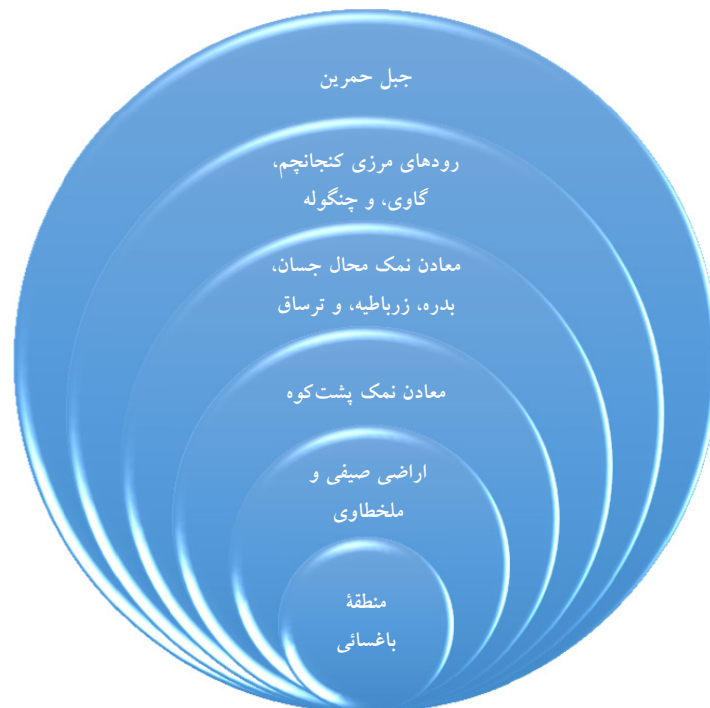 جبل حمرین
رودهای مرزی کنجانچم،
گاوی، و چنگوله
معادن نمک محال جسان،
بدره، زرباطیه، و ترساق
معادن نمک پشت‌کوه
اراضی صیفی و
ملخطاوی
منطقۀ
باغسائی